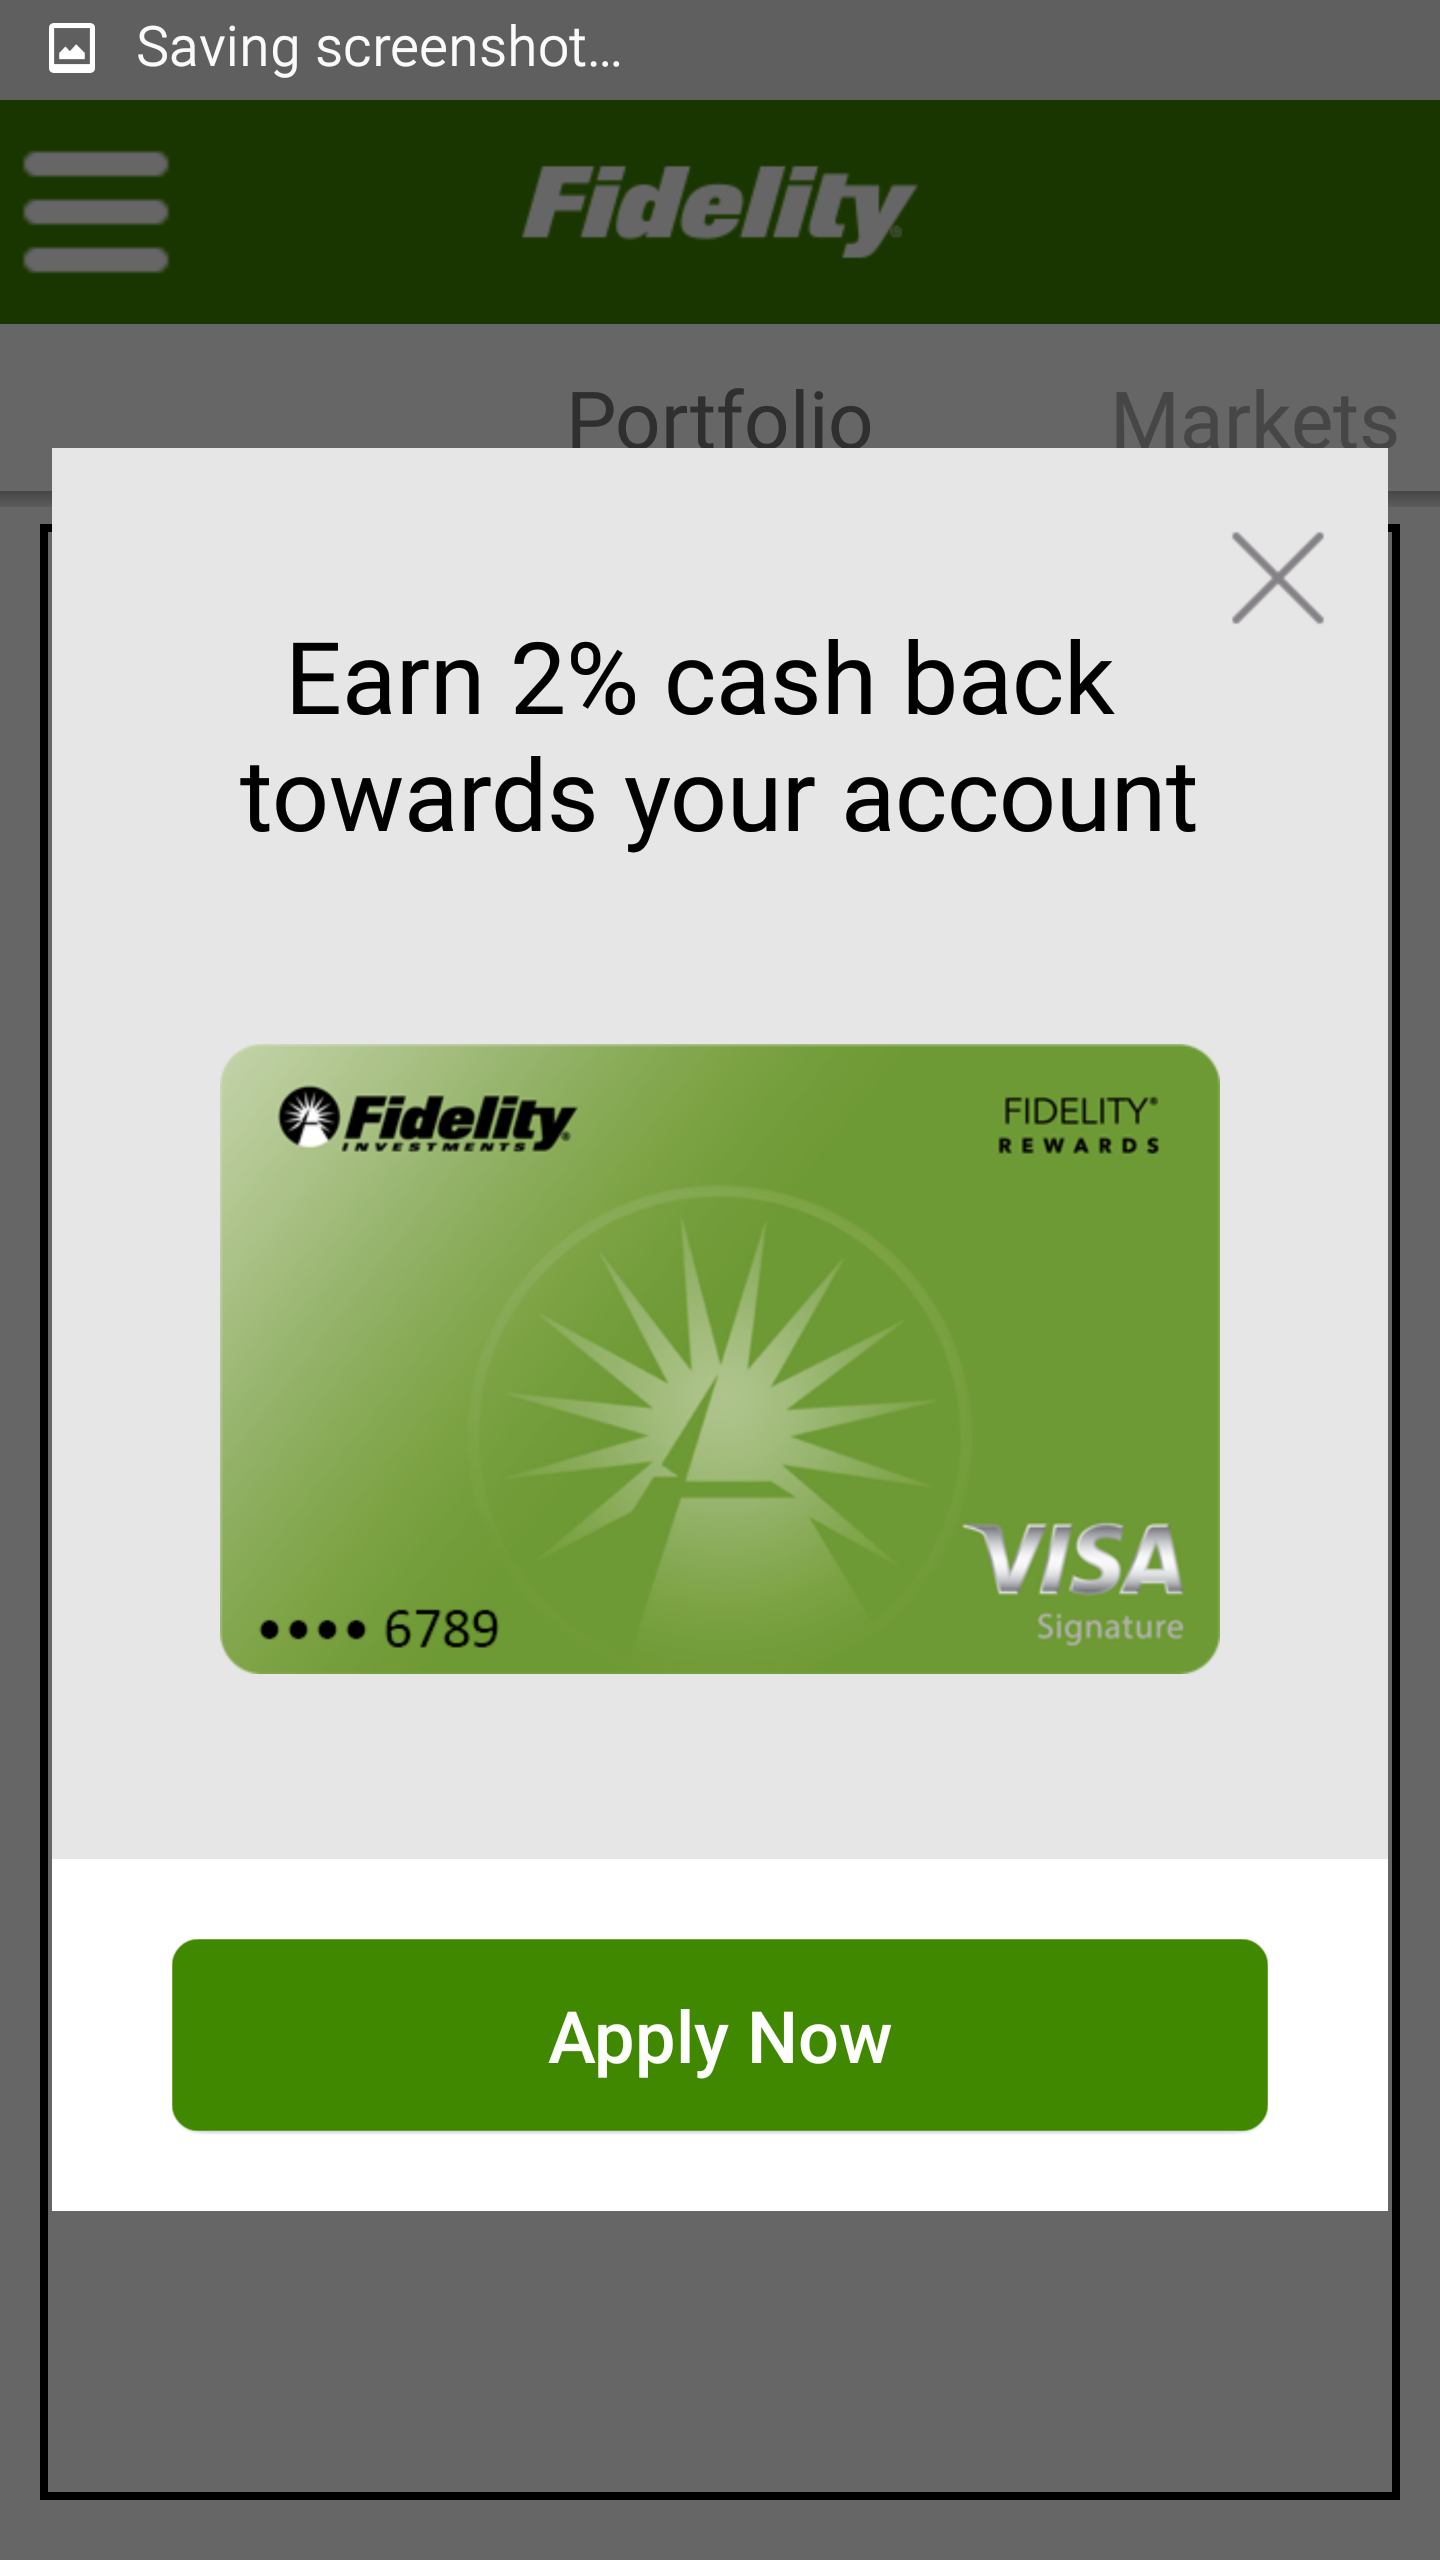 Saving screenshot...
Fidelity®
Portfolio
Markets
Earn 2% cash back
towards your account
Fidelity®
INVESTMENTS
FIDELITY®
REWARDS
•••• 6789
VISA
Signature
Apply Now